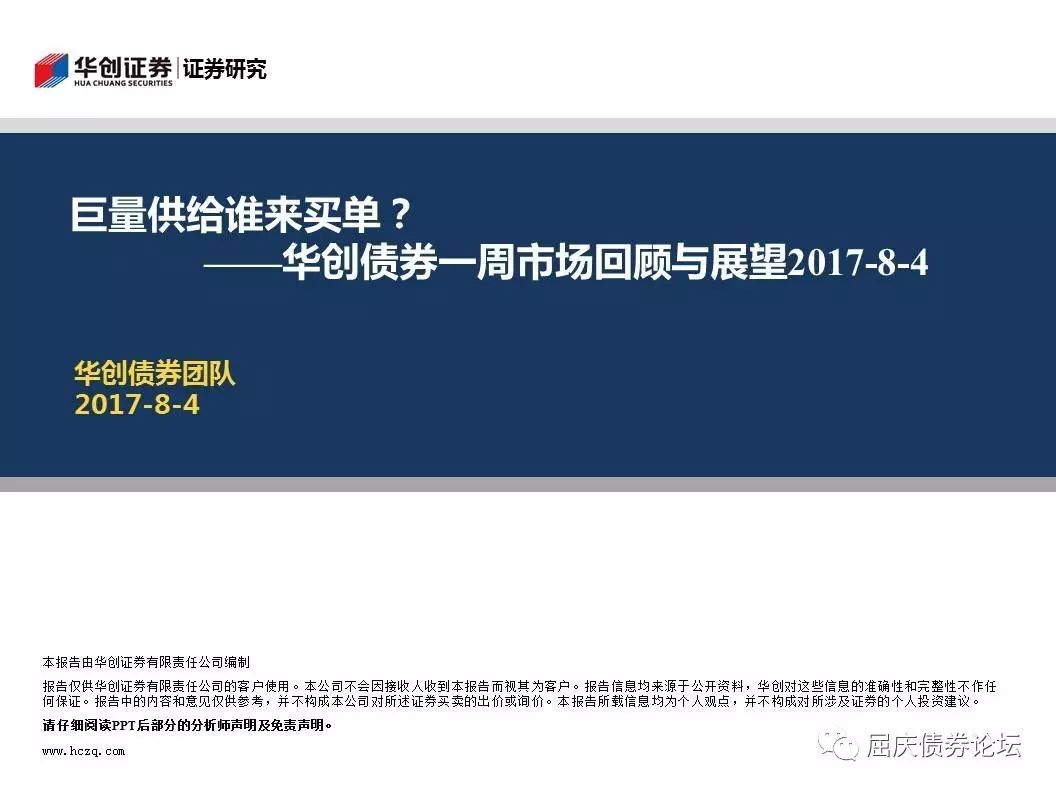 华创证券 证券研究
HUA CHUANG SECURITIES
巨量供给谁来买单？
——华创债券一周市场回顾与展望2017-8-4
华创债券团队
2017-8-4
本报告由华创证券有限责任公司编制
报告仅供华创证券有限责任公司的客户使用。本公司不会因接收人收到本报告而视其为客户。报告信息均来源于公开资料，华创对这些信息的准确性和完整性不作任
何保证。报告中的内容和意见仅供参考，并不构成本公司对所述证券买卖的出价或询价。本报告所载信息均为个人观点，并不构成对所涉及证券的个人投资建议。
请仔细阅读PPT后部分的分析师声明及免责声明。
www.hczq.com
屈庆债券论坛